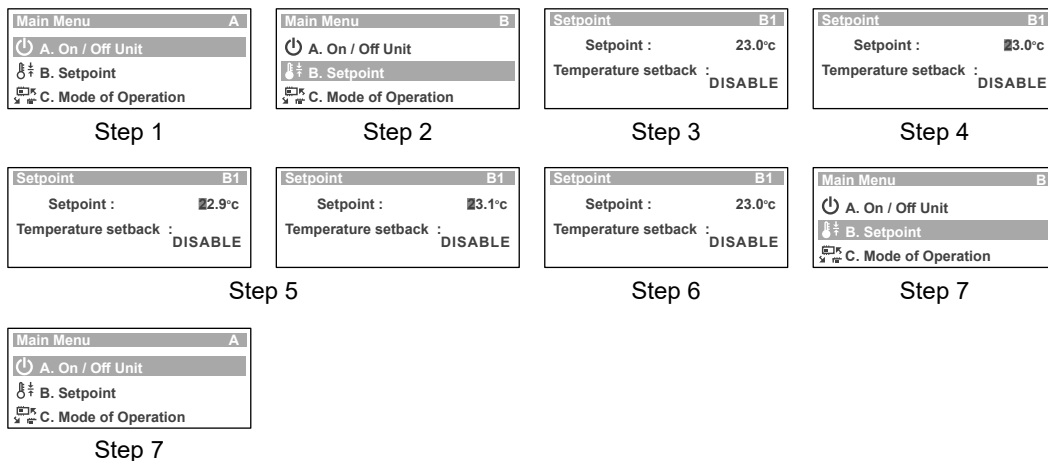 Main Menu A
A. On / Off Unit
B. Setpoint
C. Mode of Operation
Step 1
Main Menu B
A. On / Off Unit
B. Setpoint
C. Mode of Operation
Step 2
Setpoint B1
Setpoint : 23.0°c
Temperature setback :
DISABLE
Step 3
Setpoint B1
Setpoint : 23.0°c
Temperature setback :
DISABLE
Step 4
Setpoint B1
Setpoint : 22.9°c
Temperature setback :
DISABLE
Setpoint B1
Setpoint : 23.1°c
Temperature setback :
DISABLE
Step 5
Setpoint B1
Setpoint : 23.0°c
Temperature setback :
DISABLE
Step 6
Main Menu B
A. On / Off Unit
B. Setpoint
C. Mode of Operation
Step 7
Main Menu A
A. On / Off Unit
B. Setpoint
C. Mode of Operation
Step 7